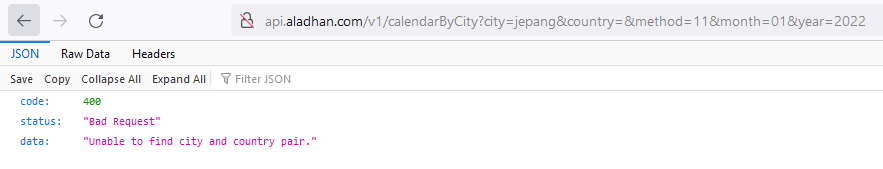 api.aladhan.com/v1/calendarByCity?city=jepang&country=&method=11&month=01&year=2022
JSON Raw Data Headers
Save Copy Collapse All Expand All Filter JSON
code: 400
status: "Bad Request"
data: "Unable to find city and country pair."